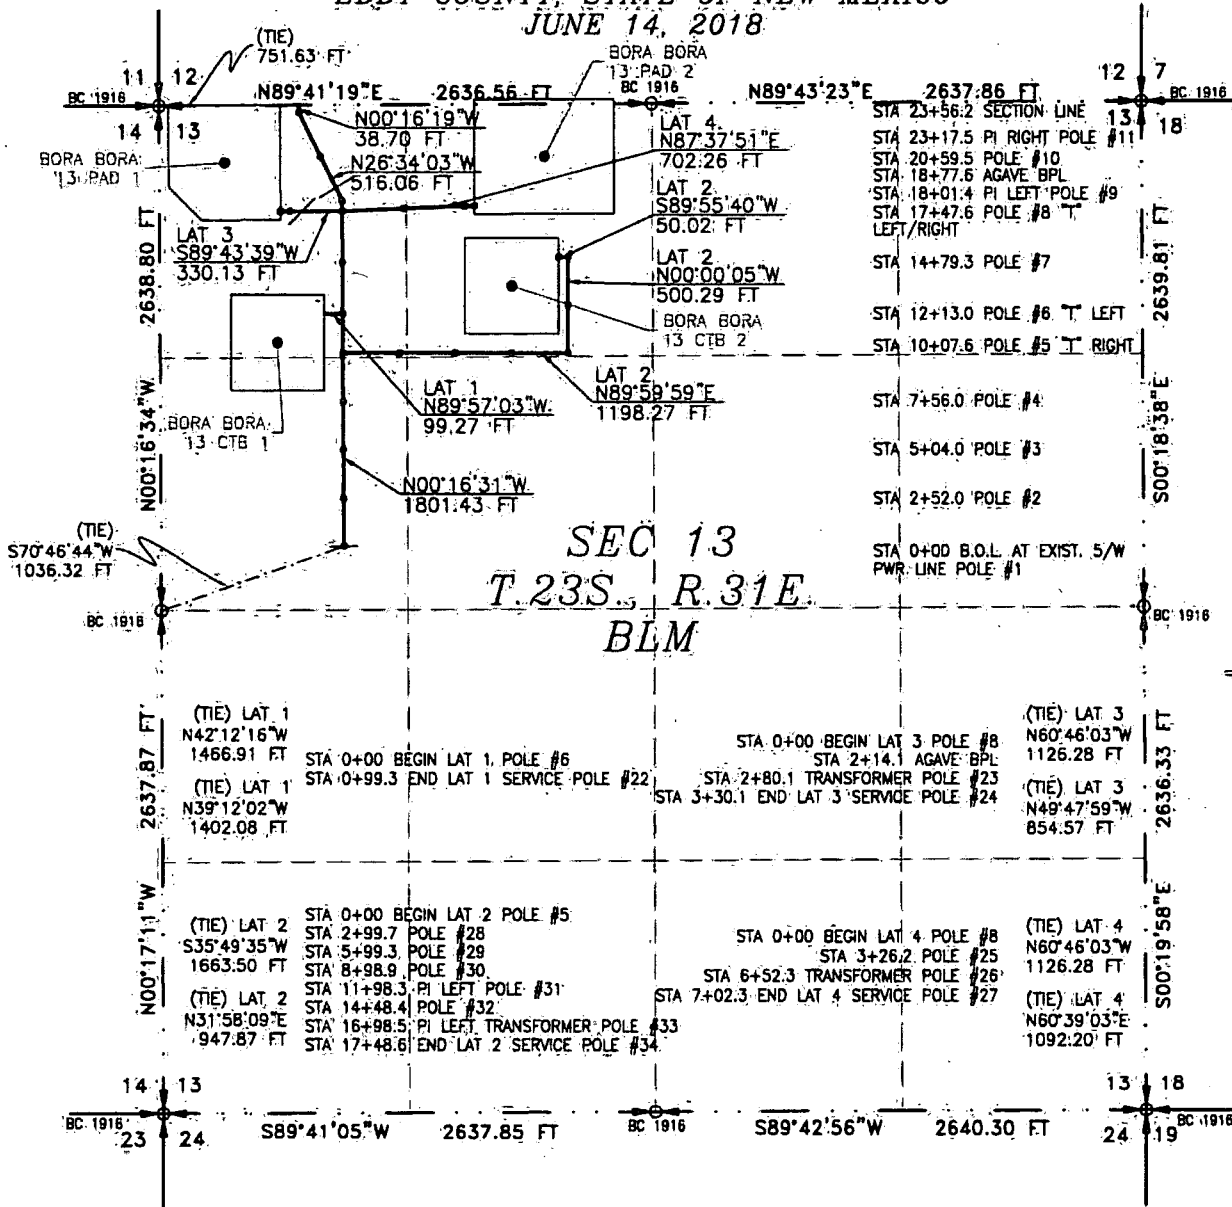 JUNE 14, 2018
(TIE)
751.63 FT
BORA BORA
13 PAD 2
11 12
BC 1916
14 13
N89°41'19"E 2636.56 FT
BC 1916
N89°43'23"E 2637.86 FT
12 7
BC 1916
13 18
BORA BORA
13 PAD 1
N00°16'19"W
38.70 FT
N26°34'03"W
516.06 FT
LAT 4
N87°37'51"E
702.26 FT
LAT 2
S89°55'40"W
50.02 FT
LAT 2
N00°00'05"W
500.29 FT
BORA BORA
13 CTB 2
LAT 3
S89°43'39"W
330.13 FT
STA 23+56.2 SECTION LINE
STA 23+17.5 PI RIGHT POLE #11
STA 20+59.5 POLE #10
STA 18+77.6 AGAVE BPL
STA 18+01.4 PI LEFT POLE #9
STA 17+47.6 POLE #8 "T"
LEFT/RIGHT
STA 14+79.3 POLE #7
STA 12+13.0 POLE #6 "T" LEFT
STA 10+07.6 POLE #5 "T" RIGHT
STA 7+56.0 POLE #4
STA 5+04.0 POLE #3
STA 2+52.0 POLE #2
STA 0+00 B.O.L. AT EXIST. S/W
PWR. LINE POLE #1
2638.80 FT
N00°16'34"W
2639.81 FT
S00°18'38"E
LAT 1
N89°57'03"W
99.27 FT
LAT 2
N89°59'59"E
1198.27 FT
BORA BORA
13 CTB 1
N00°16'31"W
1801.43 FT
(TIE)
S70°46'44"W
1036.32 FT
SEC 13
T.23S., R.31E.
BLM
BC 1916
BC 1916
2637.87 FT
N00°17'11"W
2636.33 FT
S00°19'58"E
(TIE) LAT 1
N42°12'16"W
1466.91 FT
(TIE) LAT 1
N39°12'02"W
1402.08 FT
STA 0+00 BEGIN LAT 1, POLE #6
STA 0+99.3 END LAT 1 SERVICE POLE #22
STA 0+00 BEGIN LAT 3 POLE #8
STA 2+14.1 AGAVE BPL
STA 2+80.1 TRANSFORMER POLE #23
STA 3+30.1 END LAT 3 SERVICE POLE #24
(TIE) LAT 3
N60°46'03"W
1126.28 FT
(TIE) LAT 3
N49°47'59"W
854.57 FT
(TIE) LAT 2
S35°49'35"W
1663.50 FT
(TIE) LAT 2
N31°58'09"E
947.87 FT
STA 0+00 BEGIN LAT 2 POLE #5
STA 2+99.7 POLE #28
STA 5+99.3 POLE #29
STA 8+98.9 POLE #30
STA 11+98.3 PI LEFT POLE #31
STA 14+48.4 POLE #32
STA 16+98.5 PI LEFT TRANSFORMER POLE #33
STA 17+48.6 END LAT 2 SERVICE POLE #34
STA 0+00 BEGIN LAT 4 POLE #8
STA 3+26.2 POLE #25
STA 6+52.3 TRANSFORMER POLE #26
STA 7+02.3 END LAT 4 SERVICE POLE #27
(TIE) LAT 4
N60°46'03"W
1126.28 FT
(TIE) LAT 4
N60°39'03"E
1092.20 FT
14 13
BC 1916
23 24
S89°41'05"W 2637.85 FT
BC 1916
S89°42'56"W 2640.30 FT
13 18
BC 1916
24 19